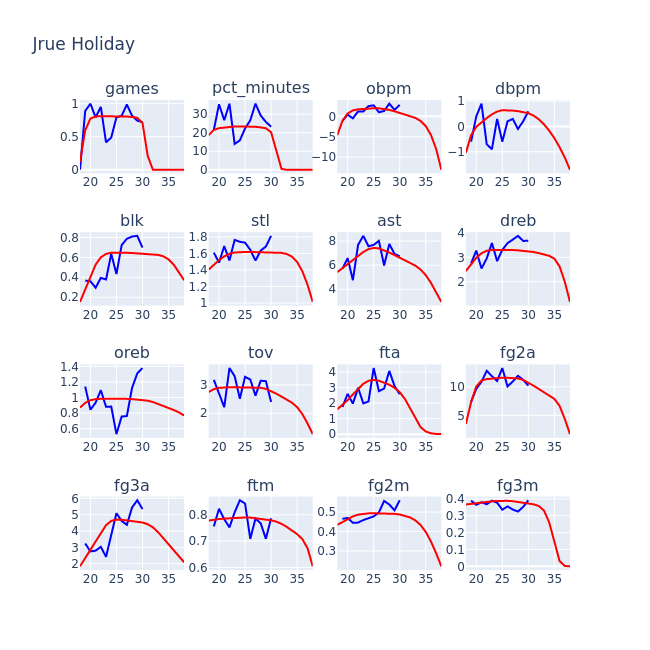 Jrue Holiday
games pct_minutes obpm dbpm
1 0.5 0 30 20 10 0 0 −5 −10 1 0 −1
20 25 30 35 20 25 30 35 20 25 30 35 20 25 30 35
blk stl ast dreb
0.8 0.6 0.4 0.2 1.8 1.6 1.4 1.2 1 8 6 4 4 3 2
20 25 30 35 20 25 30 35 20 25 30 35 20 25 30 35
oreb tov fta fg2a
1.4 1.2 1 0.8 0.6 3 2 4 3 2 1 0 10 5
20 25 30 35 20 25 30 35 20 25 30 35 20 25 30 35
fg3a ftm fg2m fg3m
6 5 4 3 2 0.8 0.7 0.6 0.5 0.4 0.3 0.4 0.3 0.2 0.1 0
20 25 30 35 20 25 30 35 20 25 30 35 20 25 30 35